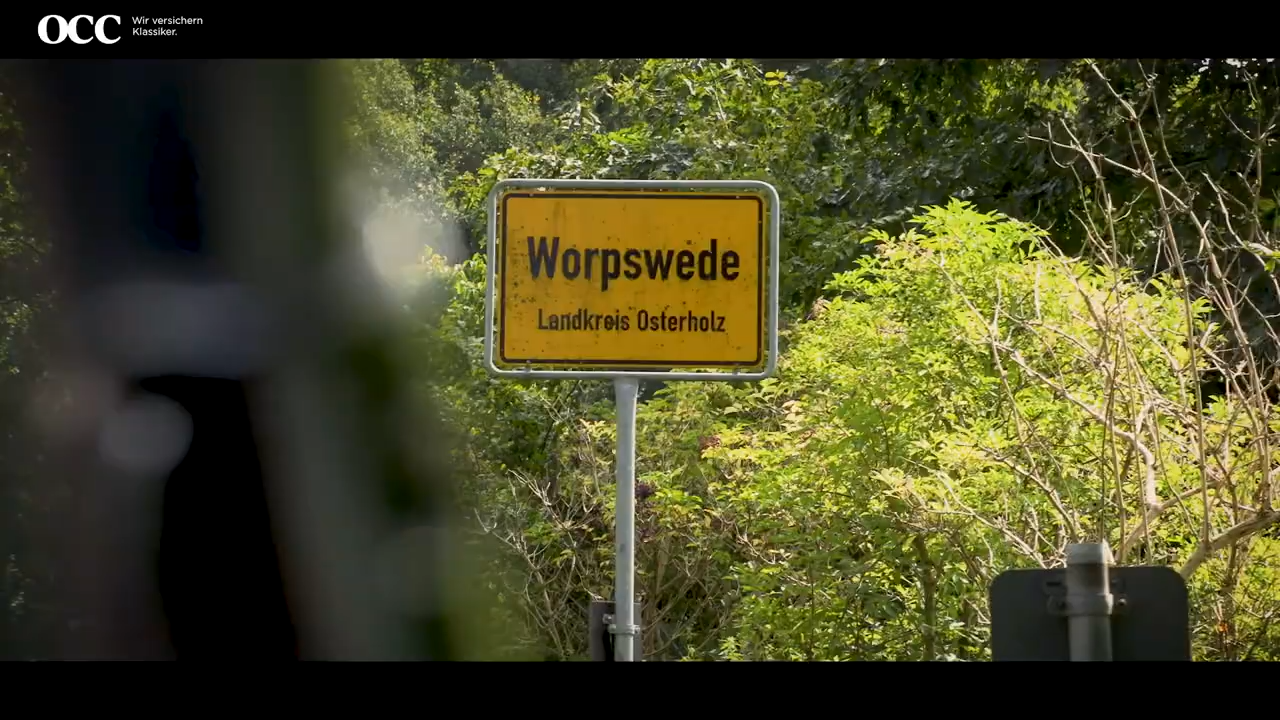 OCC
Wir versichern
Klassiker.
Worpswede
Landkreis Osterholz